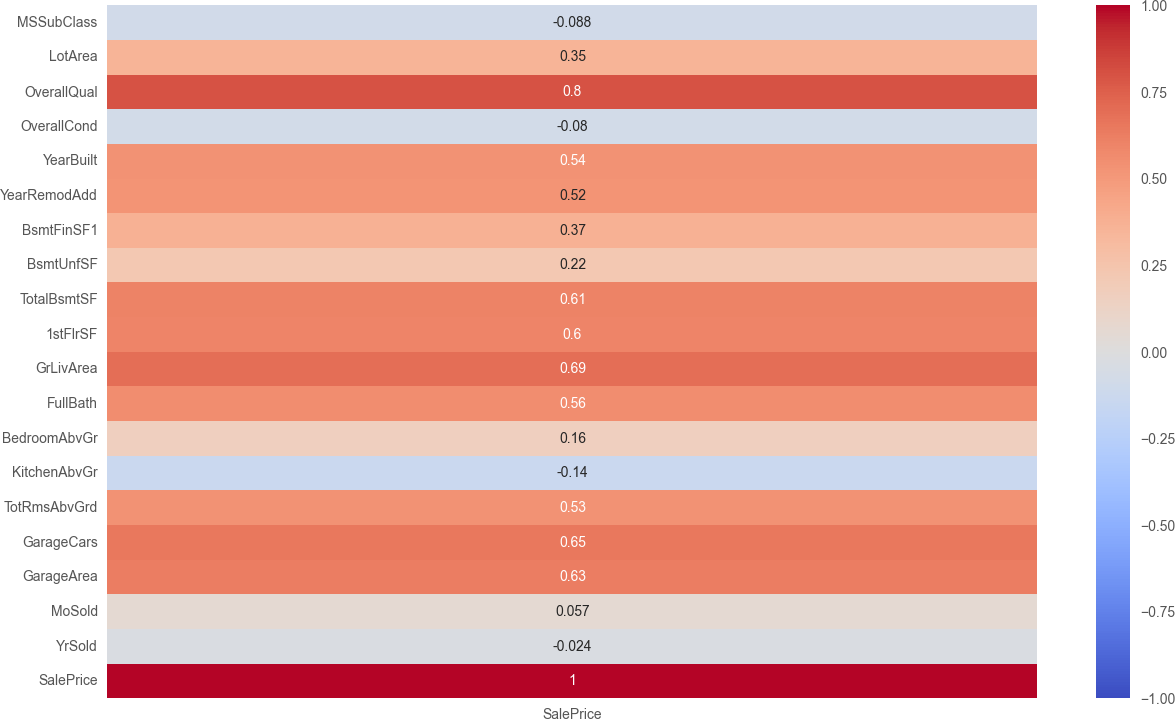 MSSubClass -0.088
LotArea 0.35
OverallQual 0.8
OverallCond -0.08
YearBuilt 0.54
YearRemodAdd 0.52
BsmtFinSF1 0.37
BsmtUnfSF 0.22
TotalBsmtSF 0.61
1stFlrSF 0.6
GrLivArea 0.69
FullBath 0.56
BedroomAbvGr 0.16
KitchenAbvGr -0.14
TotRmsAbvGrd 0.53
GarageCars 0.65
GarageArea 0.63
MoSold 0.057
YrSold -0.024
SalePrice 1
SalePrice
1.00
0.75
0.50
0.25
0.00
−0.25
−0.50
−0.75
−1.00